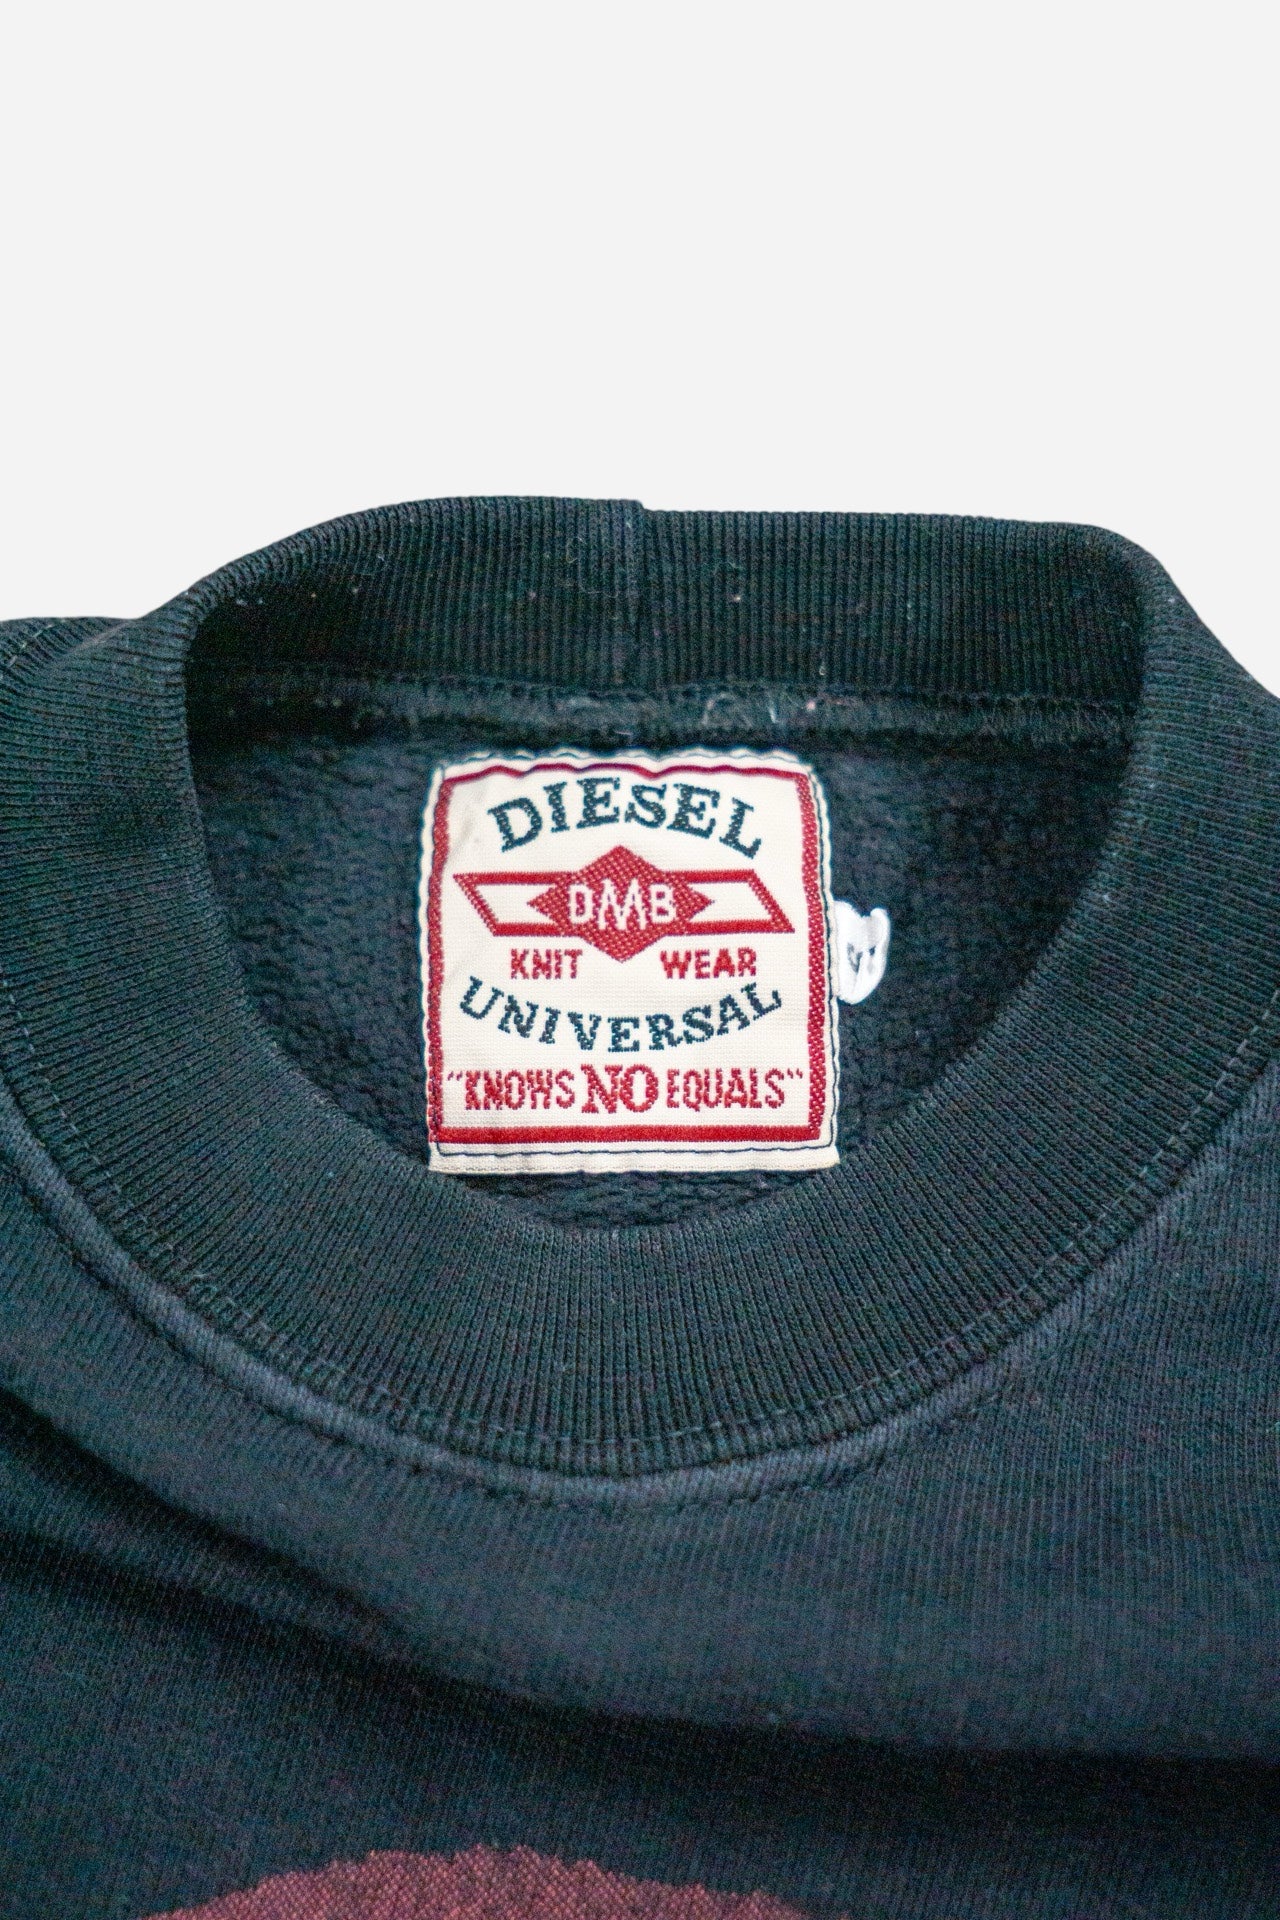 DIESEL
DMB
KNIT WEAR
UNIVERSAL
"KNOWS NO EQUALS"